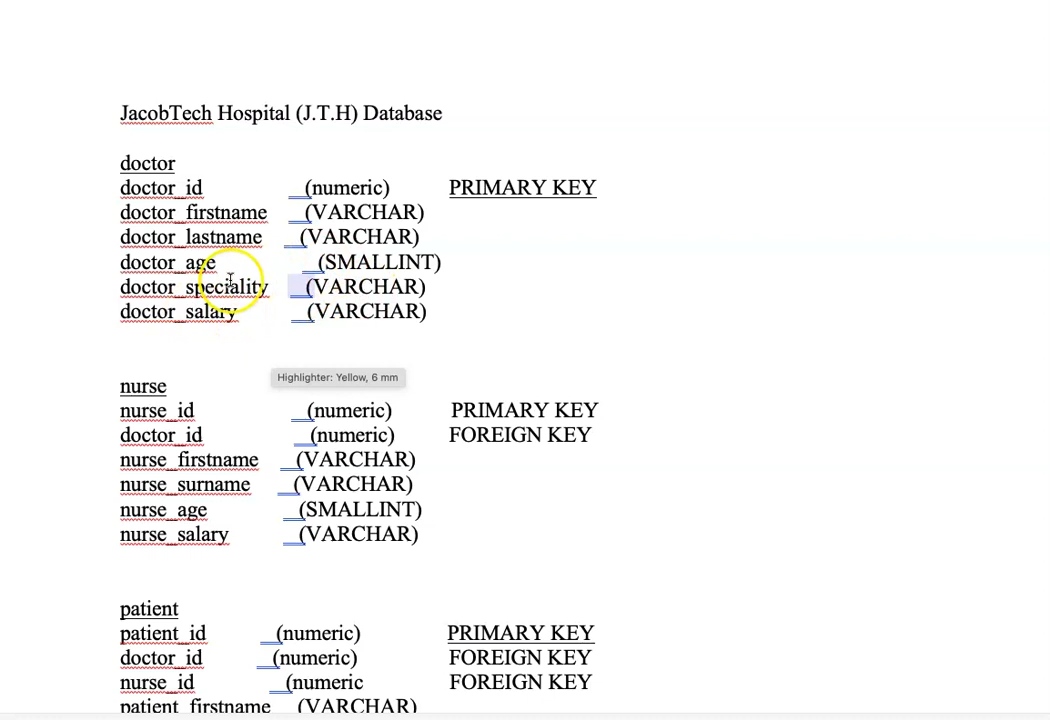 JacobTech Hospital (J.T.H) Database
doctor
doctor_id (numeric) PRIMARY KEY
doctor_firstname (VARCHAR)
doctor_lastname (VARCHAR)
doctor_age (SMALLINT)
doctor_speciality (VARCHAR)
doctor_salary (VARCHAR)
Highlighter: Yellow, 6 mm
nurse
nurse_id (numeric) PRIMARY KEY
doctor_id (numeric) FOREIGN KEY
nurse_firstname (VARCHAR)
nurse_surname (VARCHAR)
nurse_age (SMALLINT)
nurse_salary (VARCHAR)
patient
patient_id (numeric) PRIMARY KEY
doctor_id (numeric) FOREIGN KEY
nurse_id (numeric FOREIGN KEY
patient_firstname (VARCHAR)